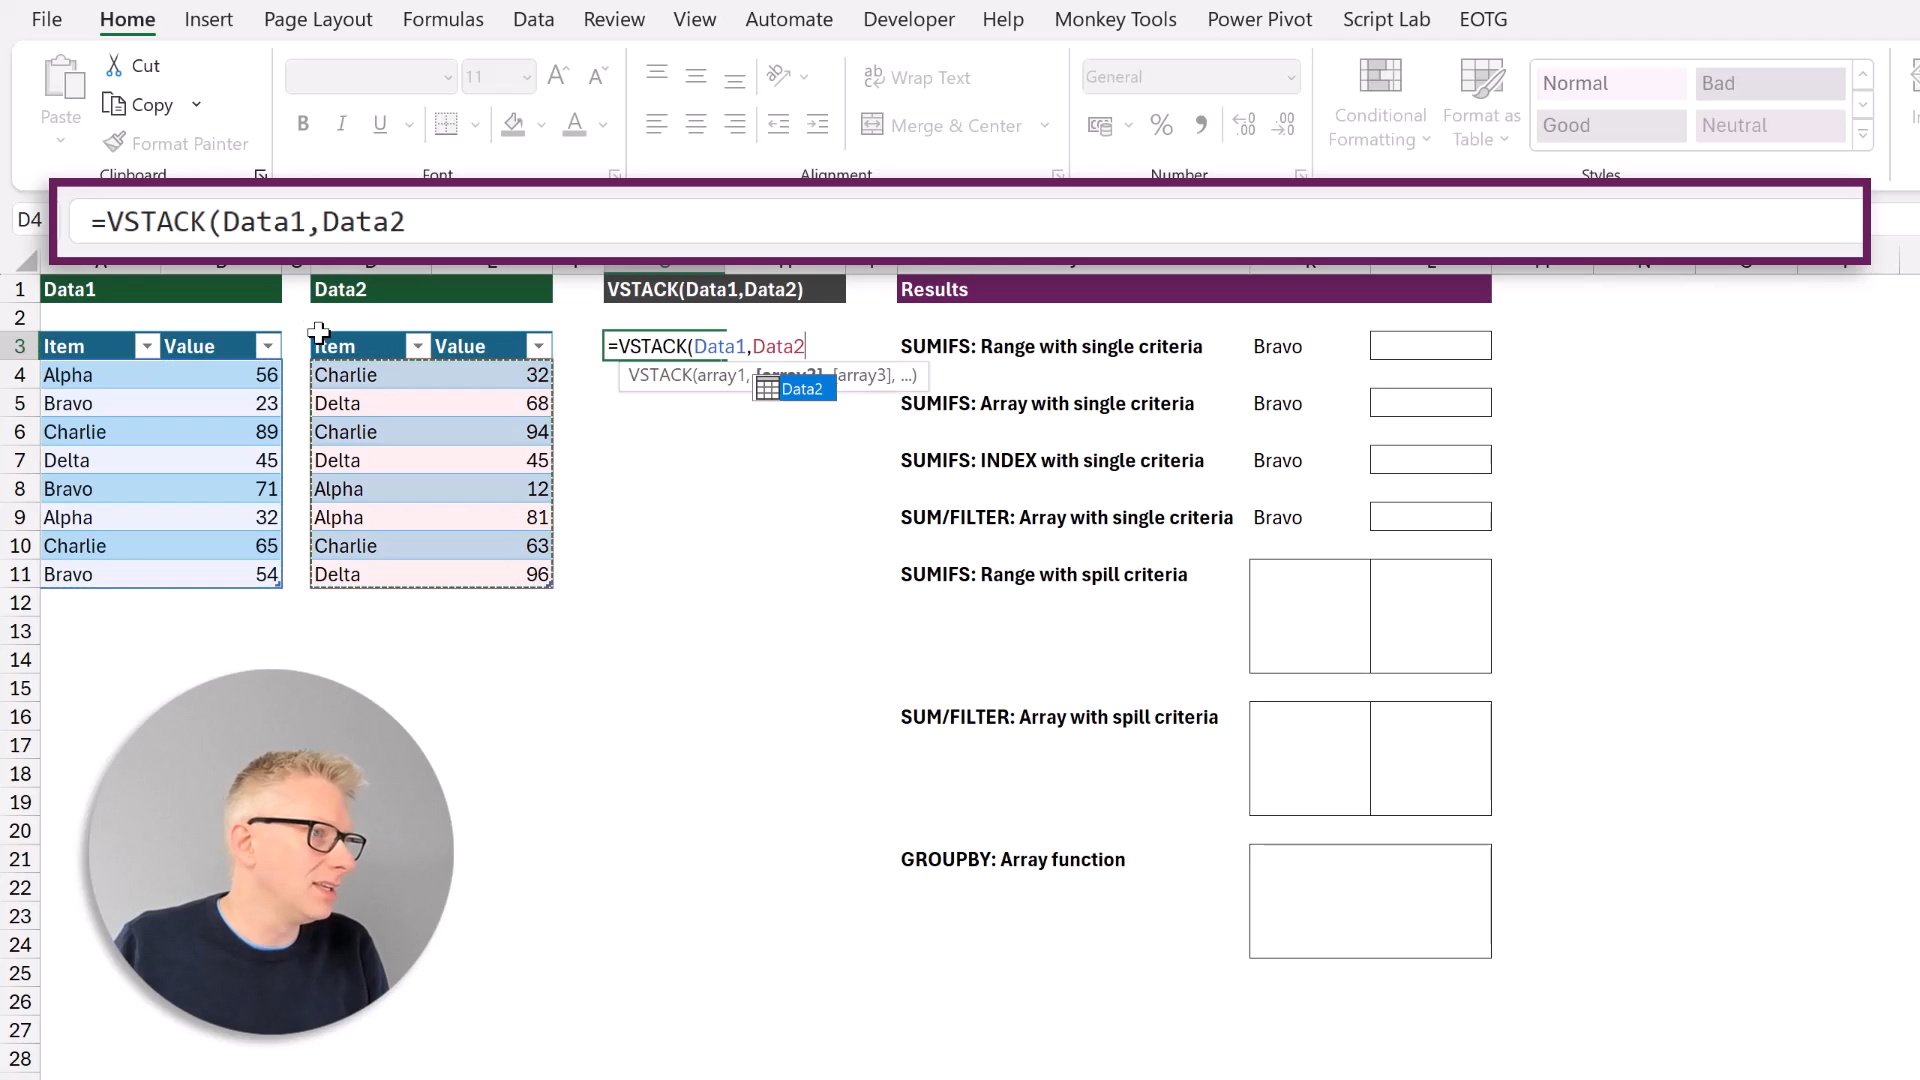 File Home Insert Page Layout Formulas Data Review View Automate Developer Help Monkey Tools Power Pivot Script Lab EOTG
Paste
Cut
Copy
Format Painter
Clipboard
11
Font
Wrap Text
Merge & Center
Alignment
General
Number
Conditional Formatting
Format as Table
Normal
Bad
Good
Neutral
Styles
D4
=VSTACK(Data1,Data2
1 Data1 Data2 VSTACK(Data1,Data2) Results
2
3 Item Value Item Value =VSTACK(Data1,Data2 SUMIFS: Range with single criteria Bravo
4 Alpha 56 Charlie 32 VSTACK(array1, [array2], [array3], ...)
Data2
5 Bravo 23 Delta 68 SUMIFS: Array with single criteria Bravo
6 Charlie 89 Charlie 94
7 Delta 45 Delta 45 SUMIFS: INDEX with single criteria Bravo
8 Bravo 71 Alpha 12
9 Alpha 32 Alpha 81 SUM/FILTER: Array with single criteria Bravo
10 Charlie 65 Charlie 63
11 Bravo 54 Delta 96 SUMIFS: Range with spill criteria
12
13
14
15
16 SUM/FILTER: Array with spill criteria
17
18
19
20
21 GROUPBY: Array function
22
23
24
25
26
27
28